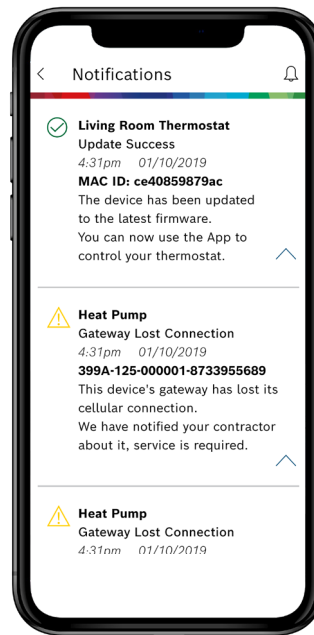 Notifications
Living Room Thermostat
Update Success
4:31pm 01/10/2019
MAC ID: ce40859879ac
The device has been updated
to the latest firmware.
You can now use the App to
control your thermostat.
Heat Pump
Gateway Lost Connection
4:31pm 01/10/2019
399A-125-000001-8733955689
This device's gateway has lost its
cellular connection.
We have notified your contractor
about it, service is required.
Heat Pump
Gateway Lost Connection
4:31pm 01/10/2019